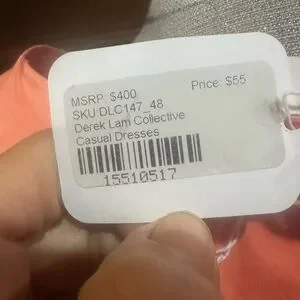 MSRP: $400 Price: $55
SKU:DLC147_48
Derek Lam Collective
Casual Dresses
15510517